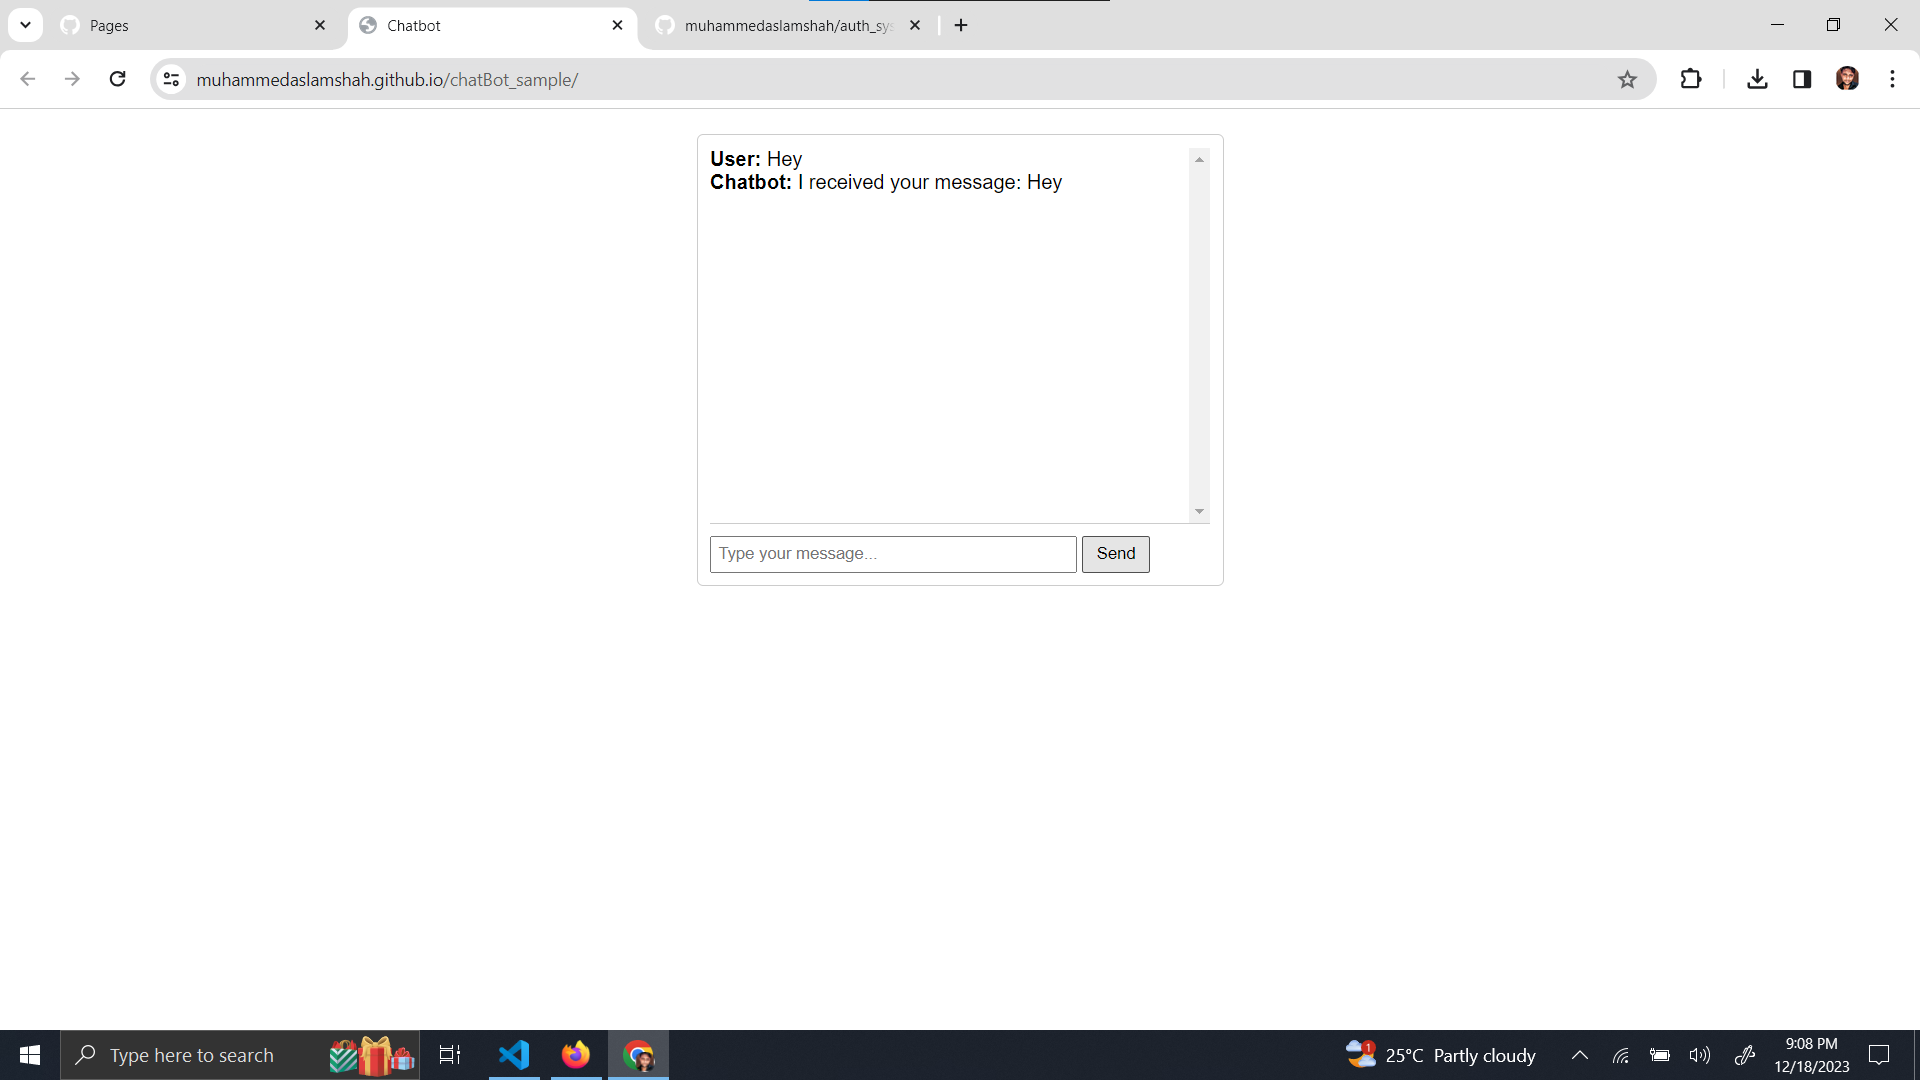 Pages
Chatbot
muhammedaslamshah/auth_sys
muhammedaslamshah.github.io/chatBot_sample/
User: Hey
Chatbot: I received your message: Hey
Type your message...
Send
Type here to search
1
25°C Partly cloudy
9:08 PM
12/18/2023